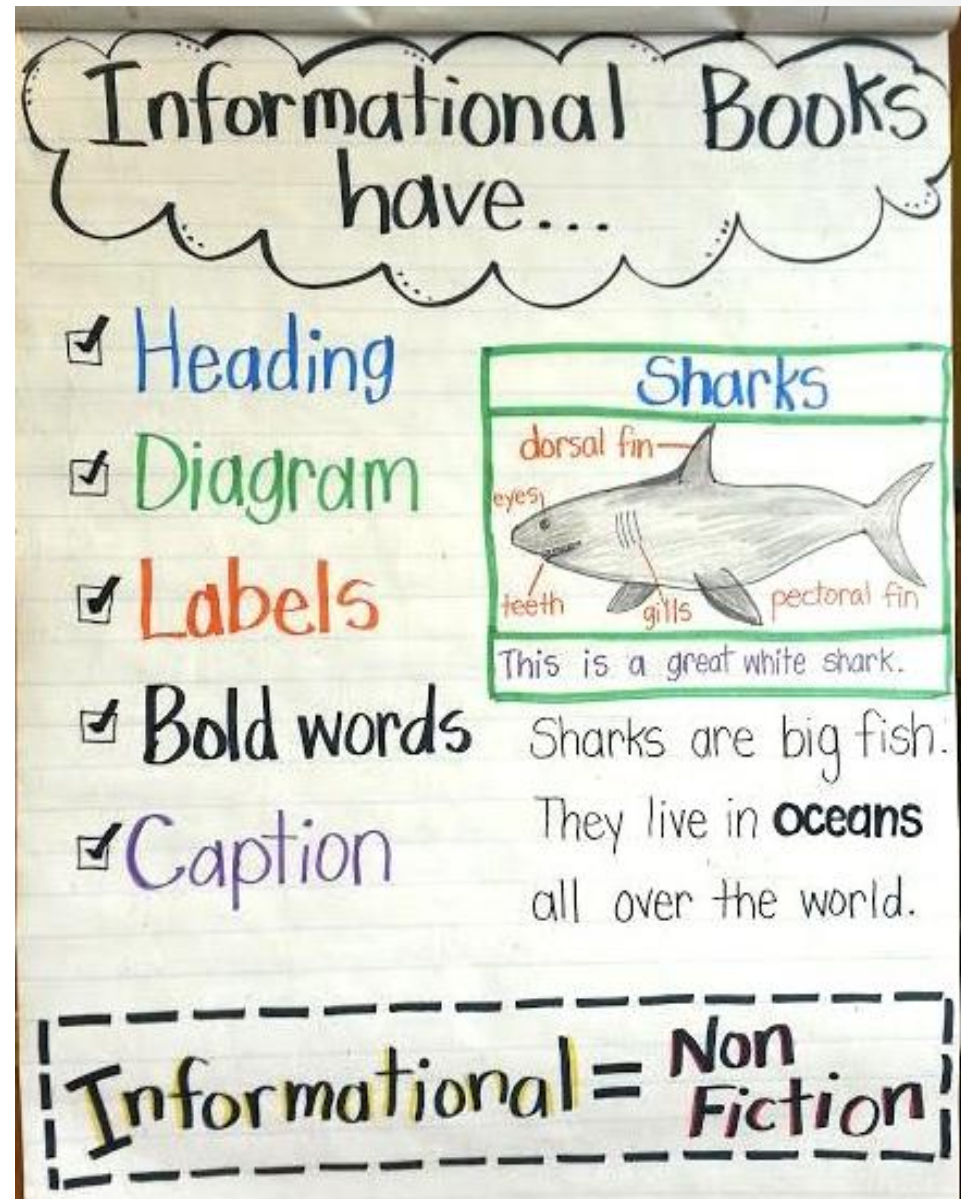 Informational Books
have...
Heading
Diagram
Labels
Bold words
Caption
Sharks
dorsal fin
eyes
teeth
gills
pectoral fin
This is a great white shark.
Sharks are big fish.
They live in oceans
all over the world.
Informational = Non
Fiction